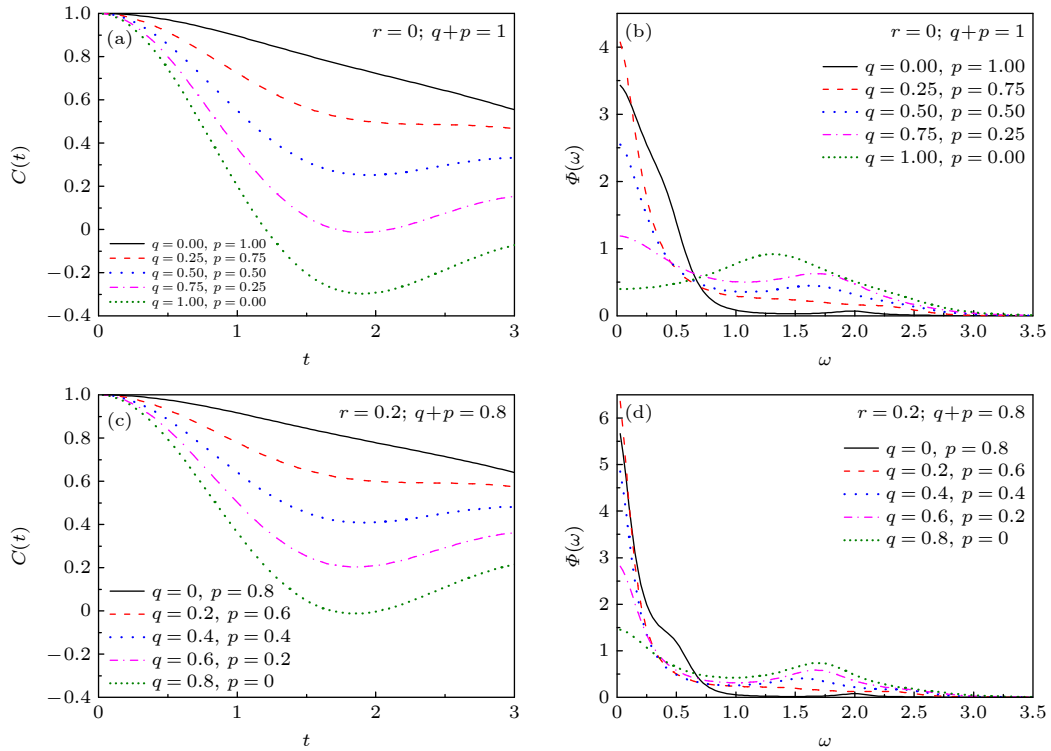 (a)
r = 0; q+p = 1
1.0
0.8
0.6
0.4
0.2
0
−0.2
−0.4
C(t)
q = 0.00, p = 1.00
q = 0.25, p = 0.75
q = 0.50, p = 0.50
q = 0.75, p = 0.25
q = 1.00, p = 0.00
0
1
2
3
t
(b)
r = 0; q+p = 1
4
3
2
1
0
Φ(ω)
q = 0.00, p = 1.00
q = 0.25, p = 0.75
q = 0.50, p = 0.50
q = 0.75, p = 0.25
q = 1.00, p = 0.00
0
0.5
1.0
1.5
2.0
2.5
3.0
3.5
ω
(c)
r = 0.2; q+p = 0.8
1.0
0.8
0.6
0.4
0.2
0
−0.2
−0.4
C(t)
q = 0, p = 0.8
q = 0.2, p = 0.6
q = 0.4, p = 0.4
q = 0.6, p = 0.2
q = 0.8, p = 0
0
1
2
3
t
(d)
r = 0.2; q+p = 0.8
6
5
4
3
2
1
0
Φ(ω)
q = 0, p = 0.8
q = 0.2, p = 0.6
q = 0.4, p = 0.4
q = 0.6, p = 0.2
q = 0.8, p = 0
0
0.5
1.0
1.5
2.0
2.5
3.0
3.5
ω